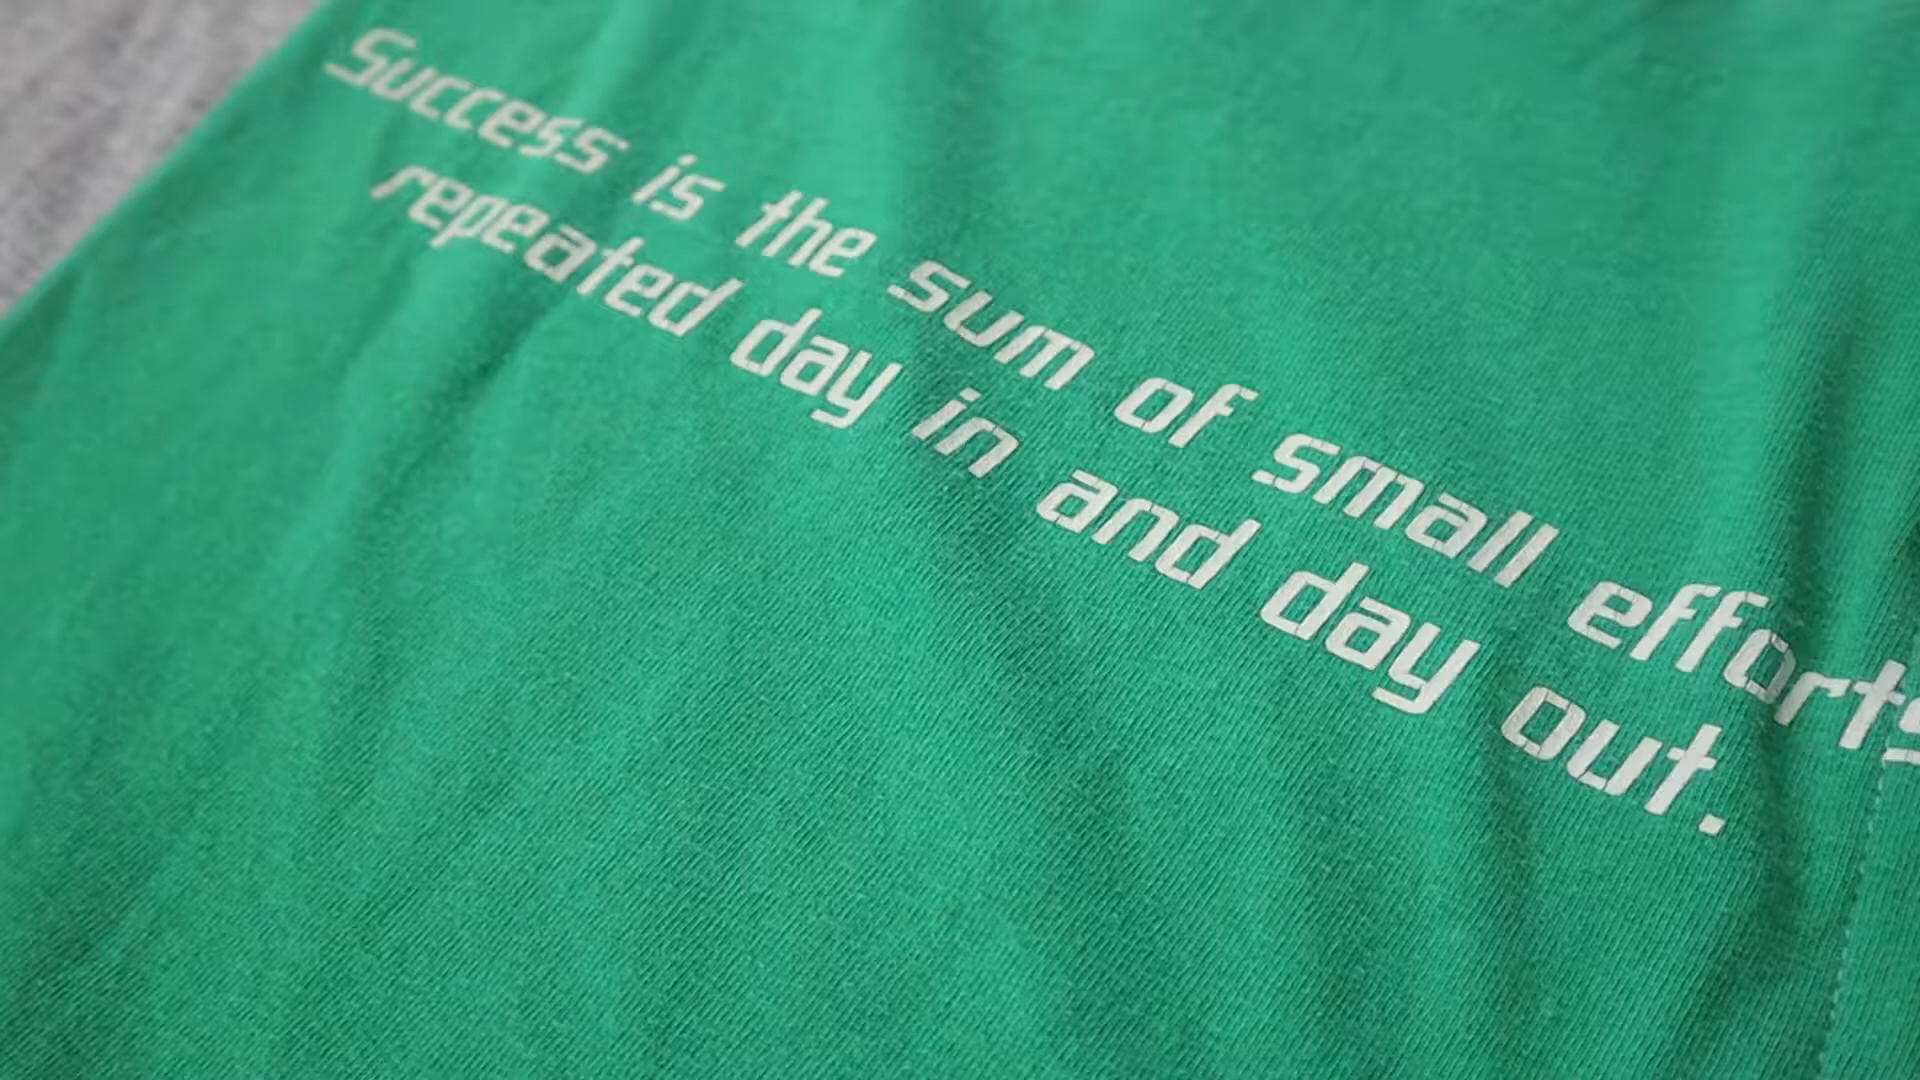 Success is the sum of small efforts
repeated day in and day out.